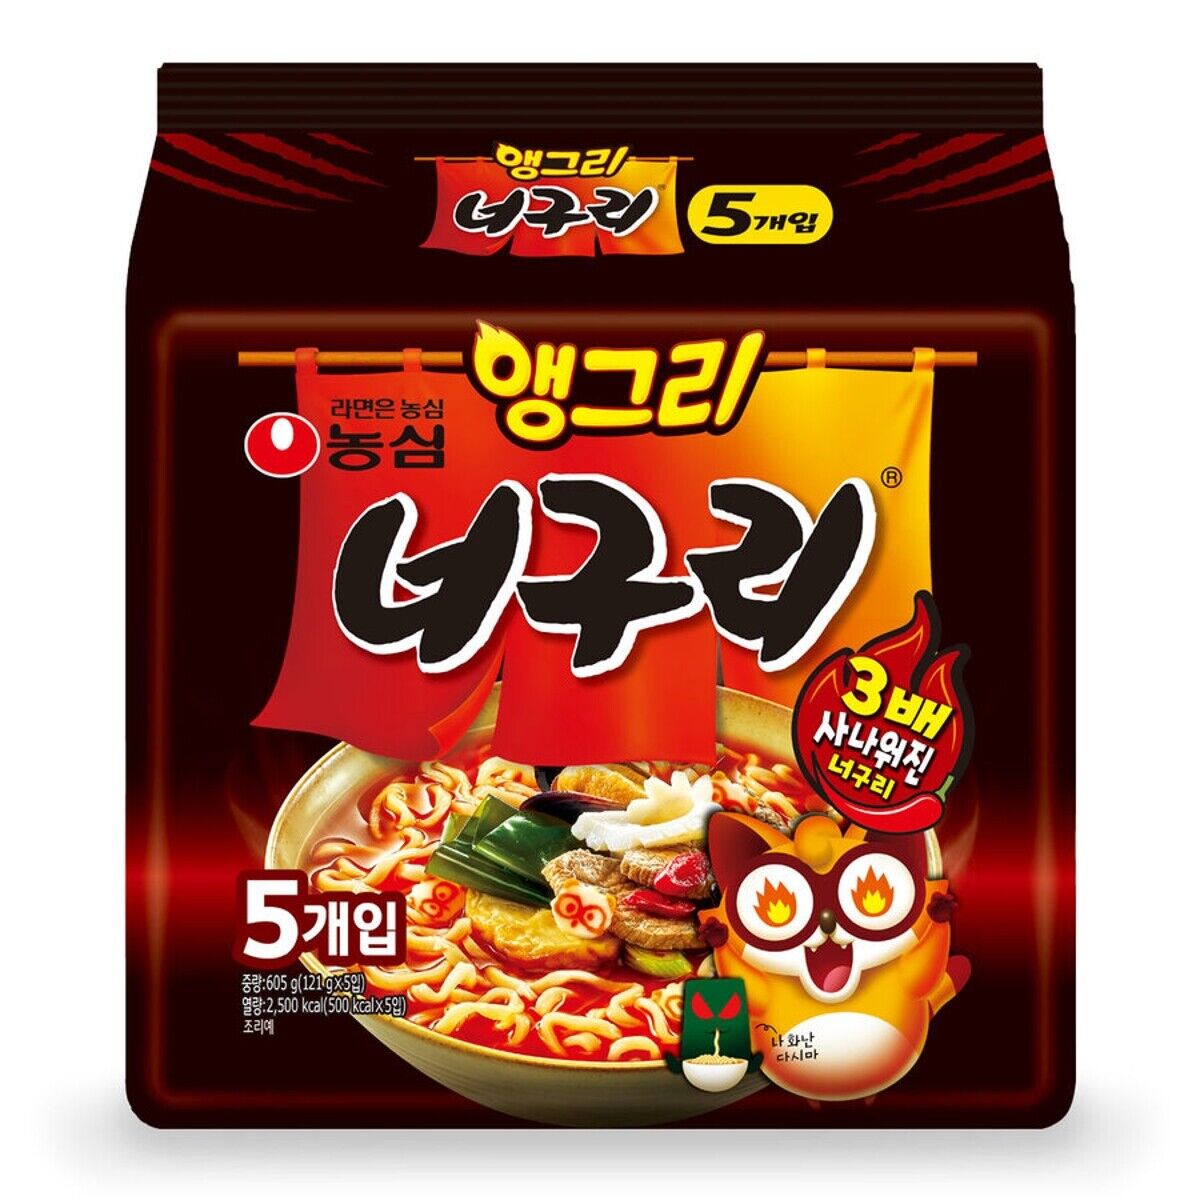 앵그리
너구리®
5개입
앵그리
라면은 농심
농심
너구리®
3배
사나워진
너구리
5개입
중량:605 g(121 g×5입)
열량:2,500 kcal(500 kcal×5입)
조리예
나 화난
다시마